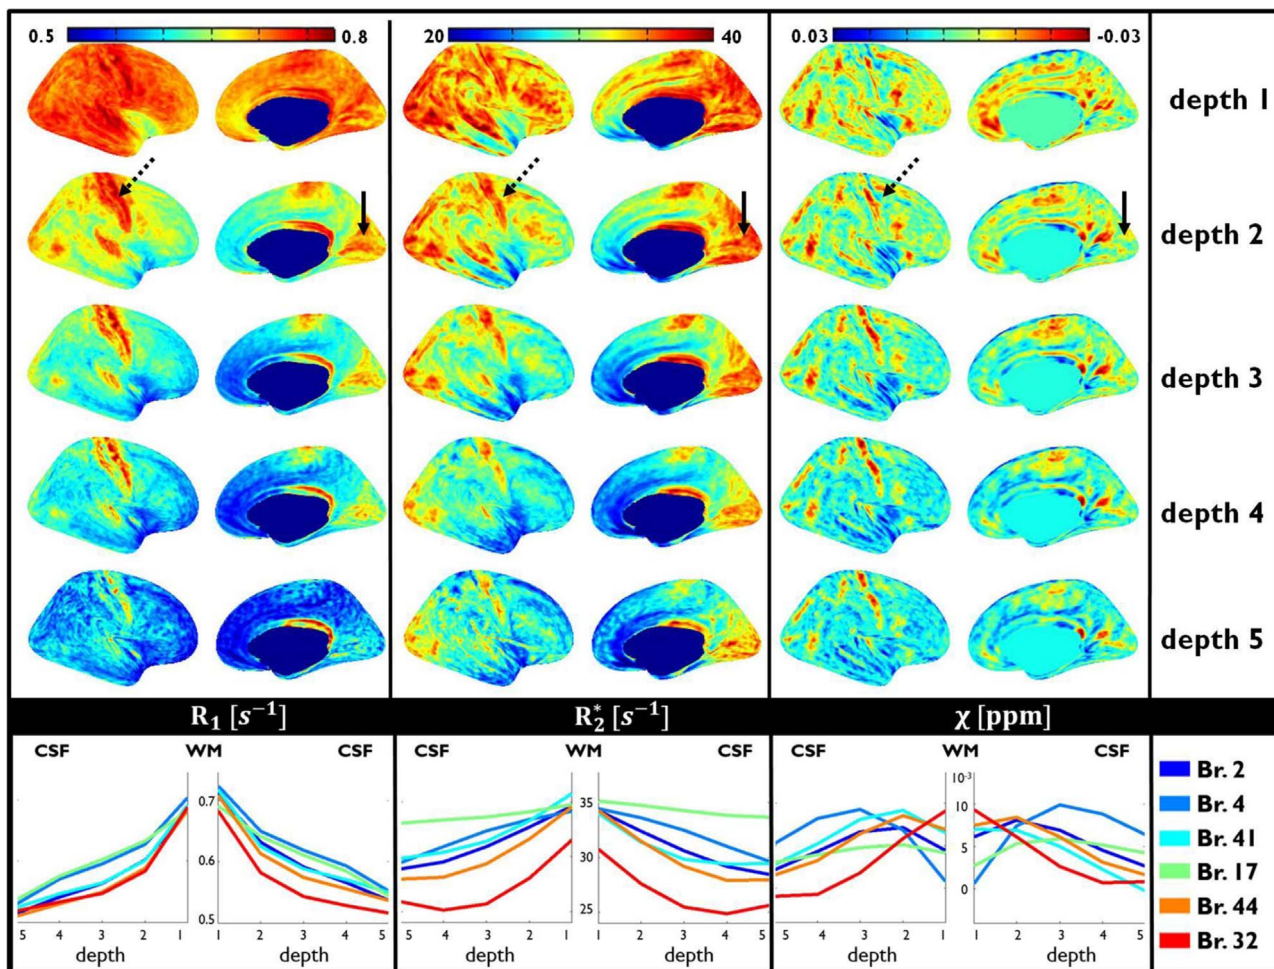 0.5 0.8 20 40 0.03 -0.03
depth 1
depth 2
depth 3
depth 4
depth 5
R₁ [s⁻¹] R₂* [s⁻¹] χ [ppm]
CSF WM CSF CSF WM CSF CSF WM CSF
0.7 0.6 0.5
35 30 25
10⁻³ 10 5 0
5 4 3 2 1 1 2 3 4 5 5 4 3 2 1 1 2 3 4 5 5 4 3 2 1 1 2 3 4 5
depth depth depth depth depth depth
Br. 2
Br. 4
Br. 41
Br. 17
Br. 44
Br. 32